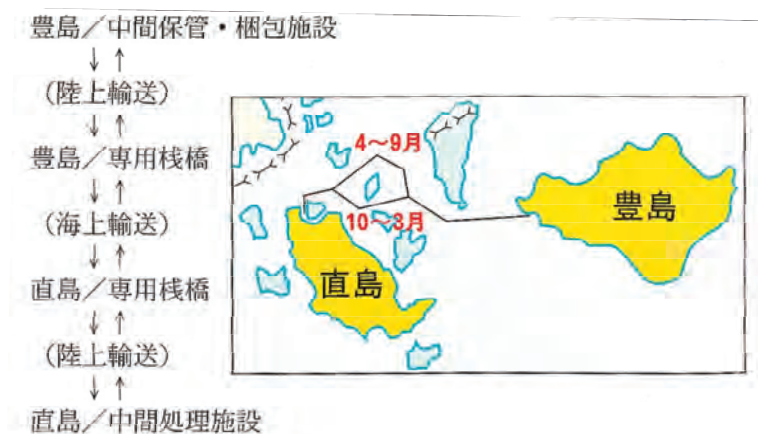 豊島／中間保管・梱包施設
↓ ↑
（陸上輸送）
↓ ↑
豊島／専用桟橋
↓ ↑
（海上輸送）
↓ ↑
直島／専用桟橋
↓ ↑
（陸上輸送）
↓ ↑
直島／中間処理施設
4～9月
10～3月
豊島
直島